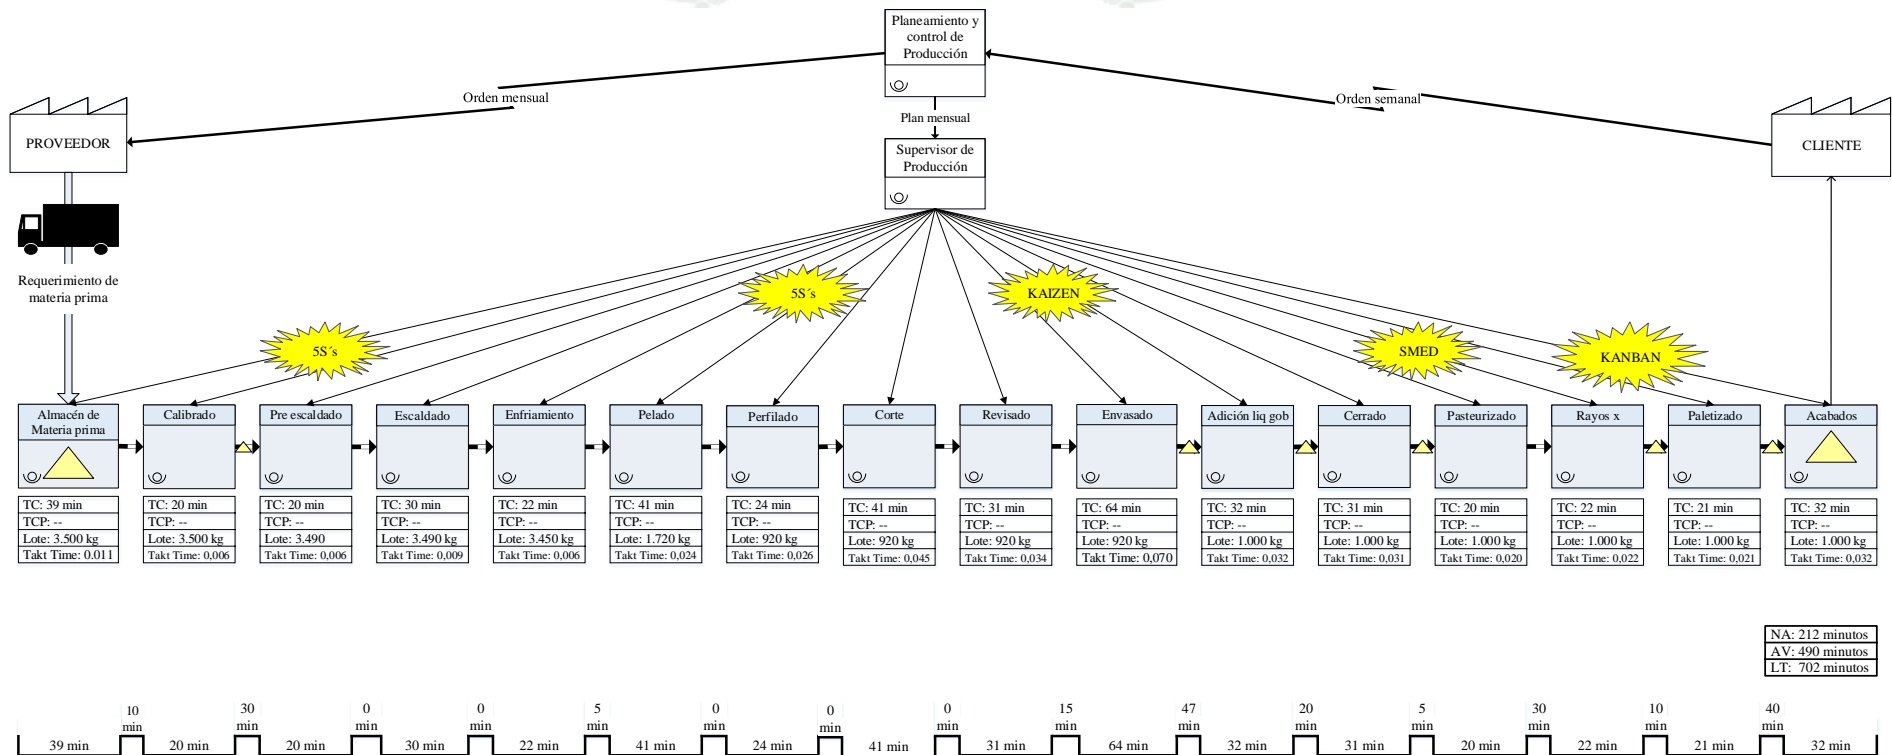 Planeamiento y
control de
Producción
Orden mensual
Orden semanal
Plan mensual
PROVEEDOR
CLIENTE
Supervisor de
Producción
Requerimiento de
materia prima
5S´s
5S´s
KAIZEN
SMED
KANBAN
Almacén de
Materia prima
TC: 39 min
TCP: --
Lote: 3.500 kg
Takt Time: 0.011
Calibrado
TC: 20 min
TCP: --
Lote: 3.500 kg
Takt Time: 0,006
Pre escaldado
TC: 20 min
TCP: --
Lote: 3.490
Takt Time: 0,006
Escaldado
TC: 30 min
TCP: --
Lote: 3.490 kg
Takt Time: 0,009
Enfriamiento
TC: 22 min
TCP: --
Lote: 3.450 kg
Takt Time: 0,006
Pelado
TC: 41 min
TCP: --
Lote: 1.720 kg
Takt Time: 0,024
Perfilado
TC: 24 min
TCP: --
Lote: 920 kg
Takt Time: 0,026
Corte
TC: 41 min
TCP: --
Lote: 920 kg
Takt Time: 0,045
Revisado
TC: 31 min
TCP: --
Lote: 920 kg
Takt Time: 0,034
Envasado
TC: 64 min
TCP: --
Lote: 920 kg
Takt Time: 0,070
Adición liq gob
TC: 32 min
TCP: --
Lote: 1.000 kg
Takt Time: 0,032
Cerrado
TC: 31 min
TCP: --
Lote: 1.000 kg
Takt Time: 0,031
Pasteurizado
TC: 20 min
TCP: --
Lote: 1.000 kg
Takt Time: 0,020
Rayos x
TC: 22 min
TCP: --
Lote: 1.000 kg
Takt Time: 0,022
Paletizado
TC: 21 min
TCP: --
Lote: 1.000 kg
Takt Time: 0,021
Acabados
TC: 32 min
TCP: --
Lote: 1.000 kg
Takt Time: 0,032
NA: 212 minutos
AV: 490 minutos
LT: 702 minutos
39 min
10
min
20 min
30
min
20 min
0
min
30 min
0
min
22 min
5
min
41 min
0
min
24 min
0
min
41 min
0
min
31 min
15
min
64 min
47
min
32 min
20
min
31 min
5
min
20 min
30
min
22 min
10
min
21 min
40
min
32 min